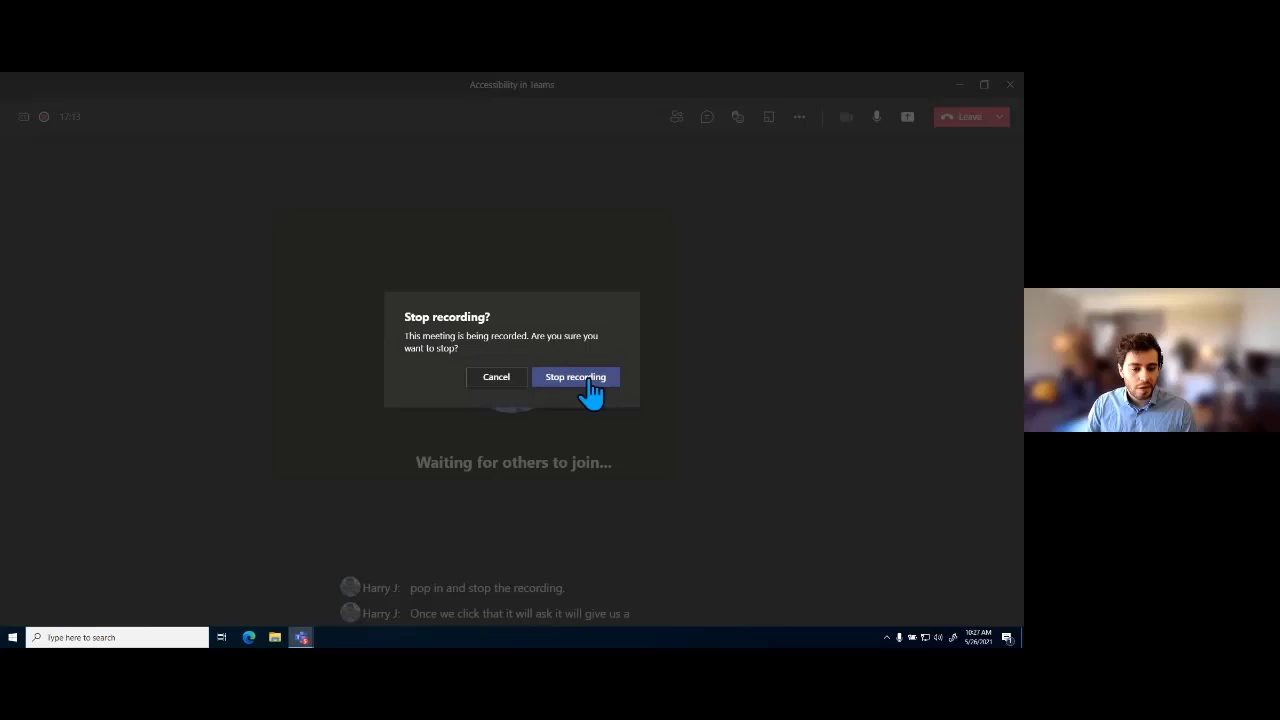 Accessibility in Teams
17:13
Leave
Stop recording?
This meeting is being recorded. Are you sure you
want to stop?
Cancel
Stop recording
Waiting for others to join...
Harry J: pop in and stop the recording.
Harry J: Once we click that it will ask it will give us a
Type here to search
10:27 AM
5/26/2021